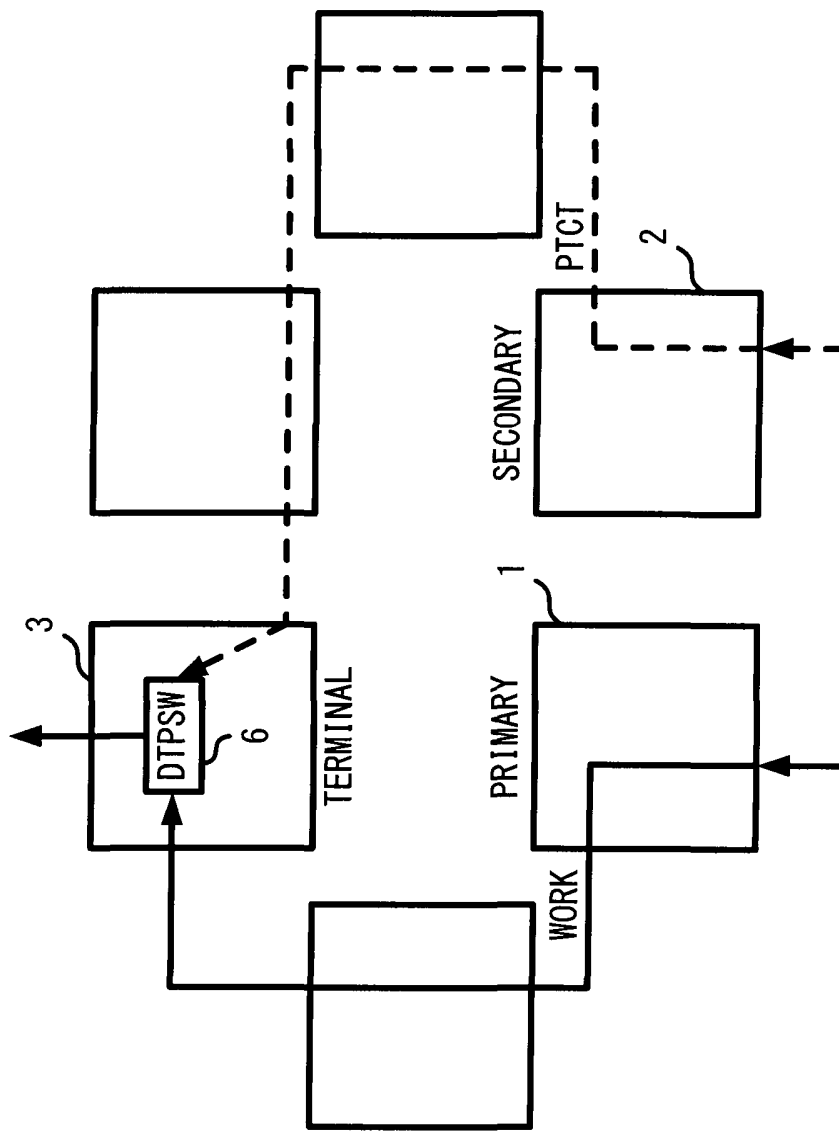 3
DTPSW
6
TERMINAL
PRIMARY
1
SECONDARY
WORK
PTCT
2